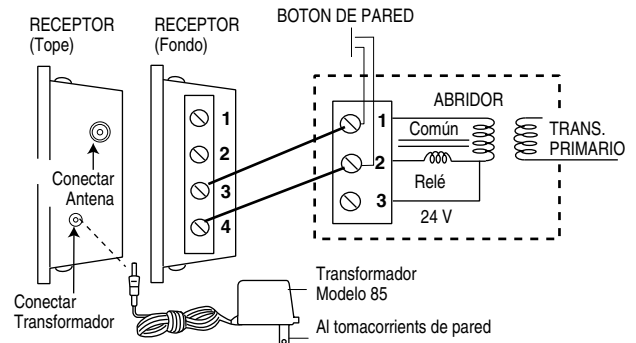 RECEPTOR
(Tope)
RECEPTOR
(Fondo)
BOTON DE PARED
1
2
3
4
1
2
3
ABRIDOR
Común
Relé
24 V
TRANS.
PRIMARIO
Conectar
Antena
Conectar
Transformador
Transformador
Modelo 85
Al tomacorrients de pared